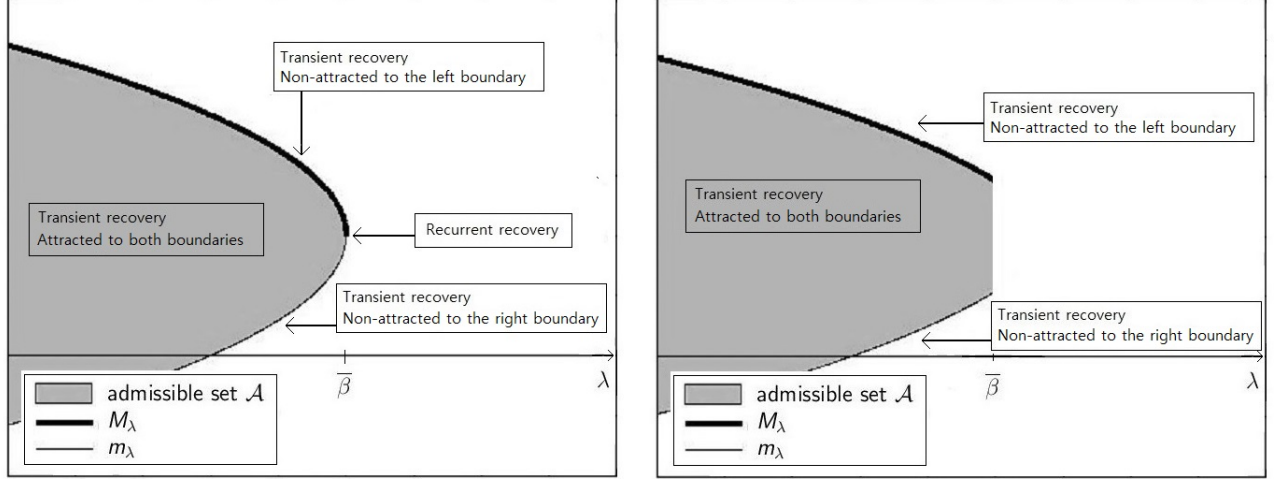 Transient recovery
Non-attracted to the left boundary
Transient recovery
Attracted to both boundaries
Recurrent recovery
Transient recovery
Non-attracted to the right boundary
β̅
λ
admissible set 𝒜
M_λ
m_λ
Transient recovery
Non-attracted to the left boundary
Transient recovery
Attracted to both boundaries
Transient recovery
Non-attracted to the right boundary
β̅
λ
admissible set 𝒜
M_λ
m_λ